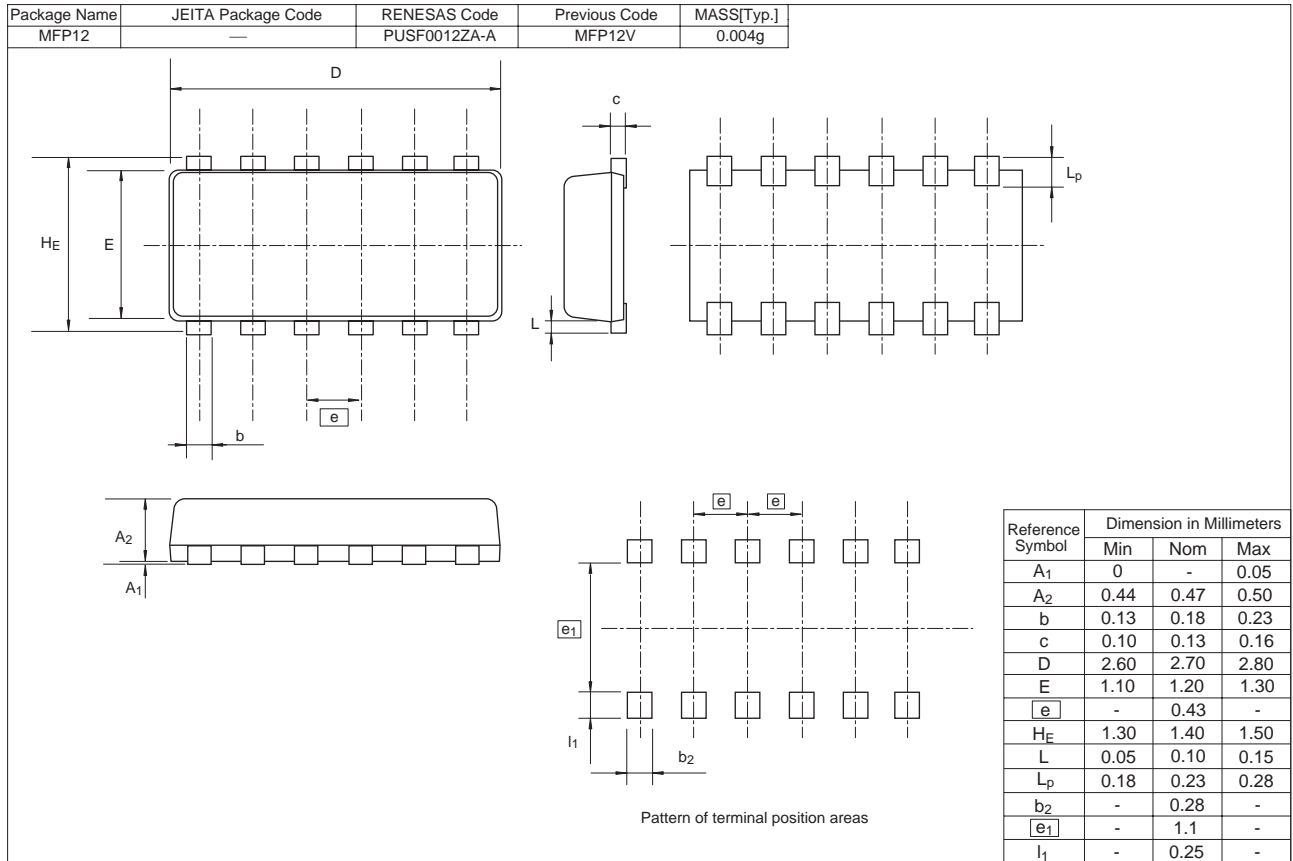 Package Name JEITA Package Code RENESAS Code Previous Code MASS[Typ.]
MFP12 — PUSF0012ZA-A MFP12V 0.004g
D
c
Lp
HE
E
L
e
b
A2
A1
e e
e1
l1
b2
Pattern of terminal position areas
Reference Symbol Dimension in Millimeters
Min Nom Max
A1 0 - 0.05
A2 0.44 0.47 0.50
b 0.13 0.18 0.23
c 0.10 0.13 0.16
D 2.60 2.70 2.80
E 1.10 1.20 1.30
e - 0.43 -
HE 1.30 1.40 1.50
L 0.05 0.10 0.15
Lp 0.18 0.23 0.28
b2 - 0.28 -
e1 - 1.1 -
l1 - 0.25 -